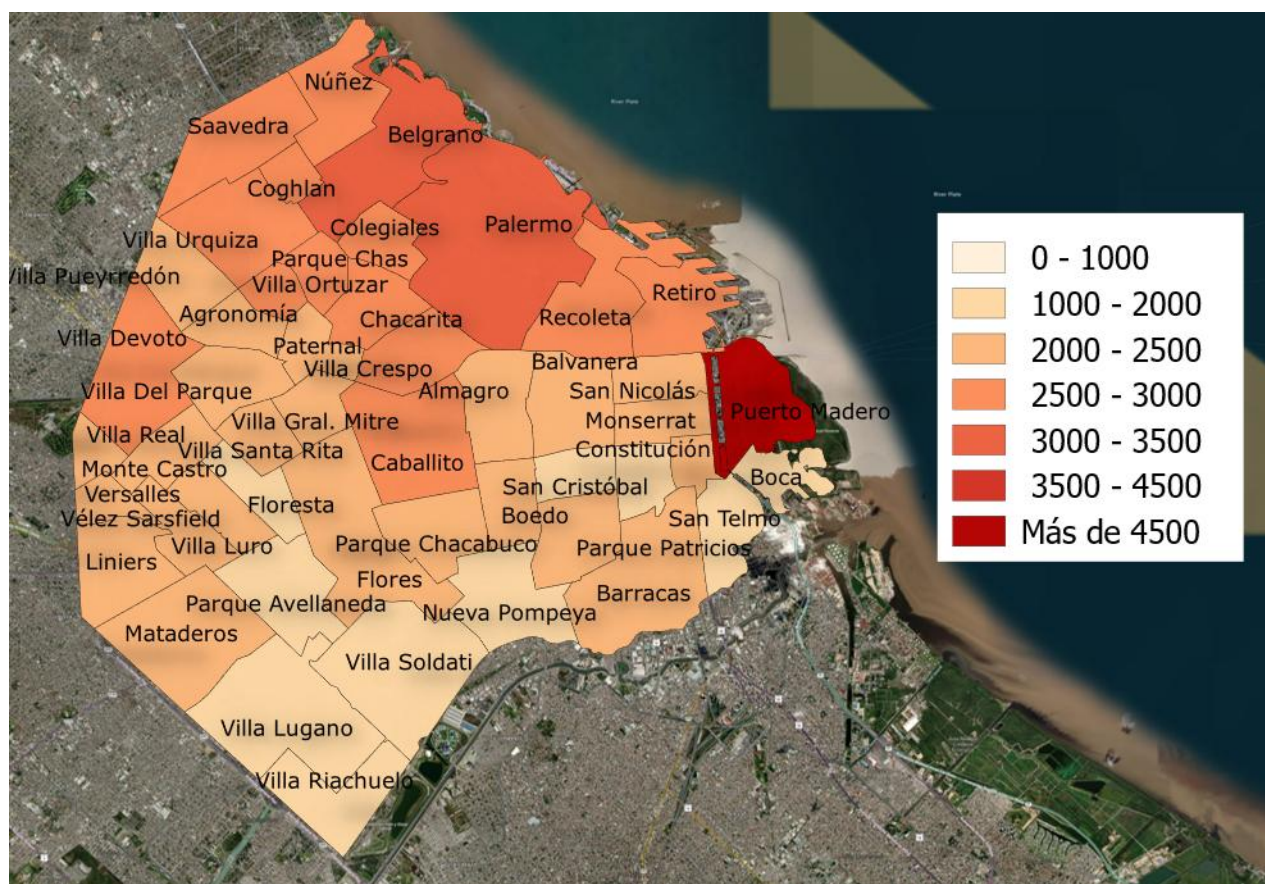 Núñez
Saavedra
Belgrano
Coghlan
Colegiales
Palermo
Villa Urquiza
Parque Chas
Villa Pueyrredón
Villa Ortuzar
Retiro
Agronomía
Chacarita
Recoleta
Villa Devoto
Paternal
Villa Crespo
Balvanera
Villa Del Parque
Almagro
San Nicolás
Puerto Madero
Villa Gral. Mitre
Monserrat
Villa Real
Villa Santa Rita
Constitución
Monte Castro
Caballito
Boca
Versalles
Floresta
San Cristóbal
Vélez Sarsfield
Boedo
San Telmo
Villa Luro
Parque Chacabuco
Parque Patricios
Liniers
Flores
Barracas
Parque Avellaneda
Nueva Pompeya
Mataderos
Villa Soldati
Villa Lugano
Villa Riachuelo
River Plate
River Plate
0 - 1000
1000 - 2000
2000 - 2500
2500 - 3000
3000 - 3500
3500 - 4500
Más de 4500